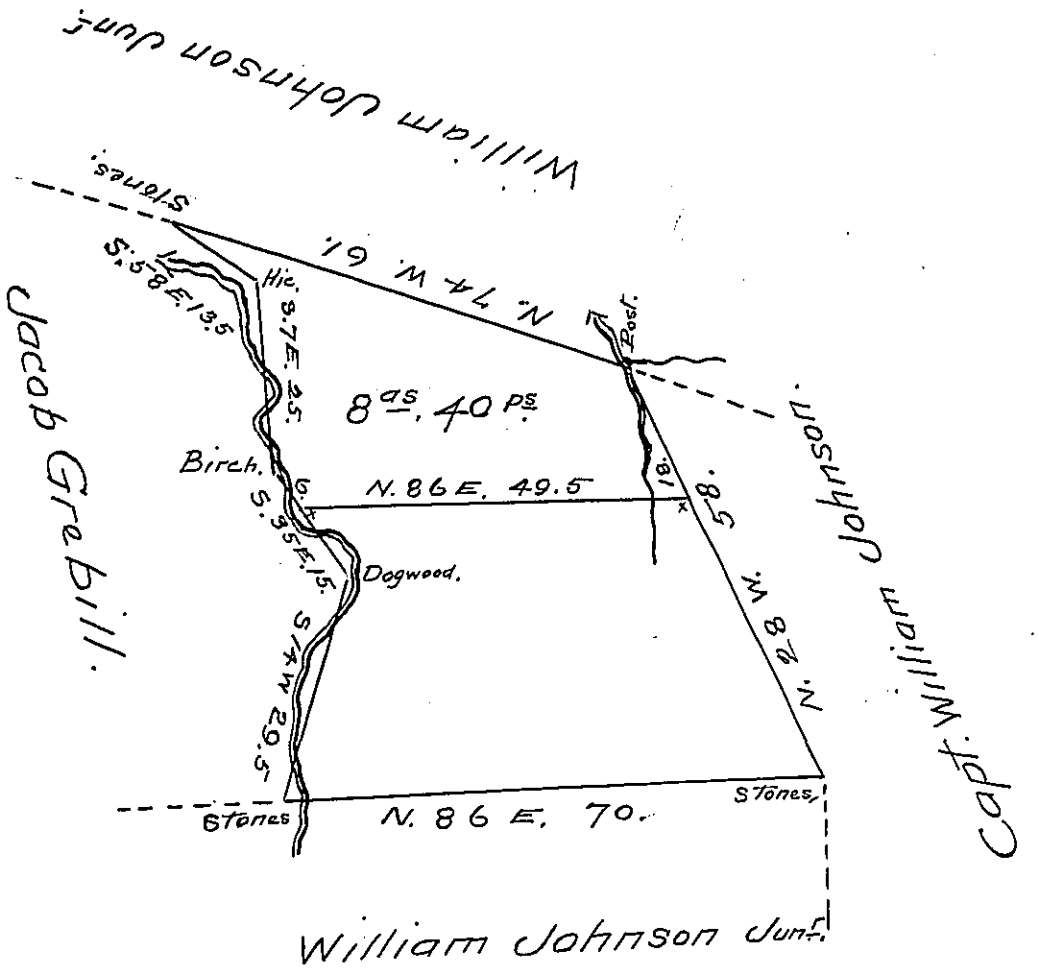 William Johnson Junr.
Stones.
S. 58 E. 13.5
Hic.
S. 7 E 25.
N. 74 W. 61.
Post.
8 as. 40 ps.
Jacob Grebill.
Birch.
6.
x
N. 86 E. 49.5
18.
x
58.
N. 28 W.
Capt. William Johnson.
S. 35 E. 15.
Dogwood.
S 14 W 29.5
Stones
N. 86 E. 70.
Stones,
William Johnson Junr.